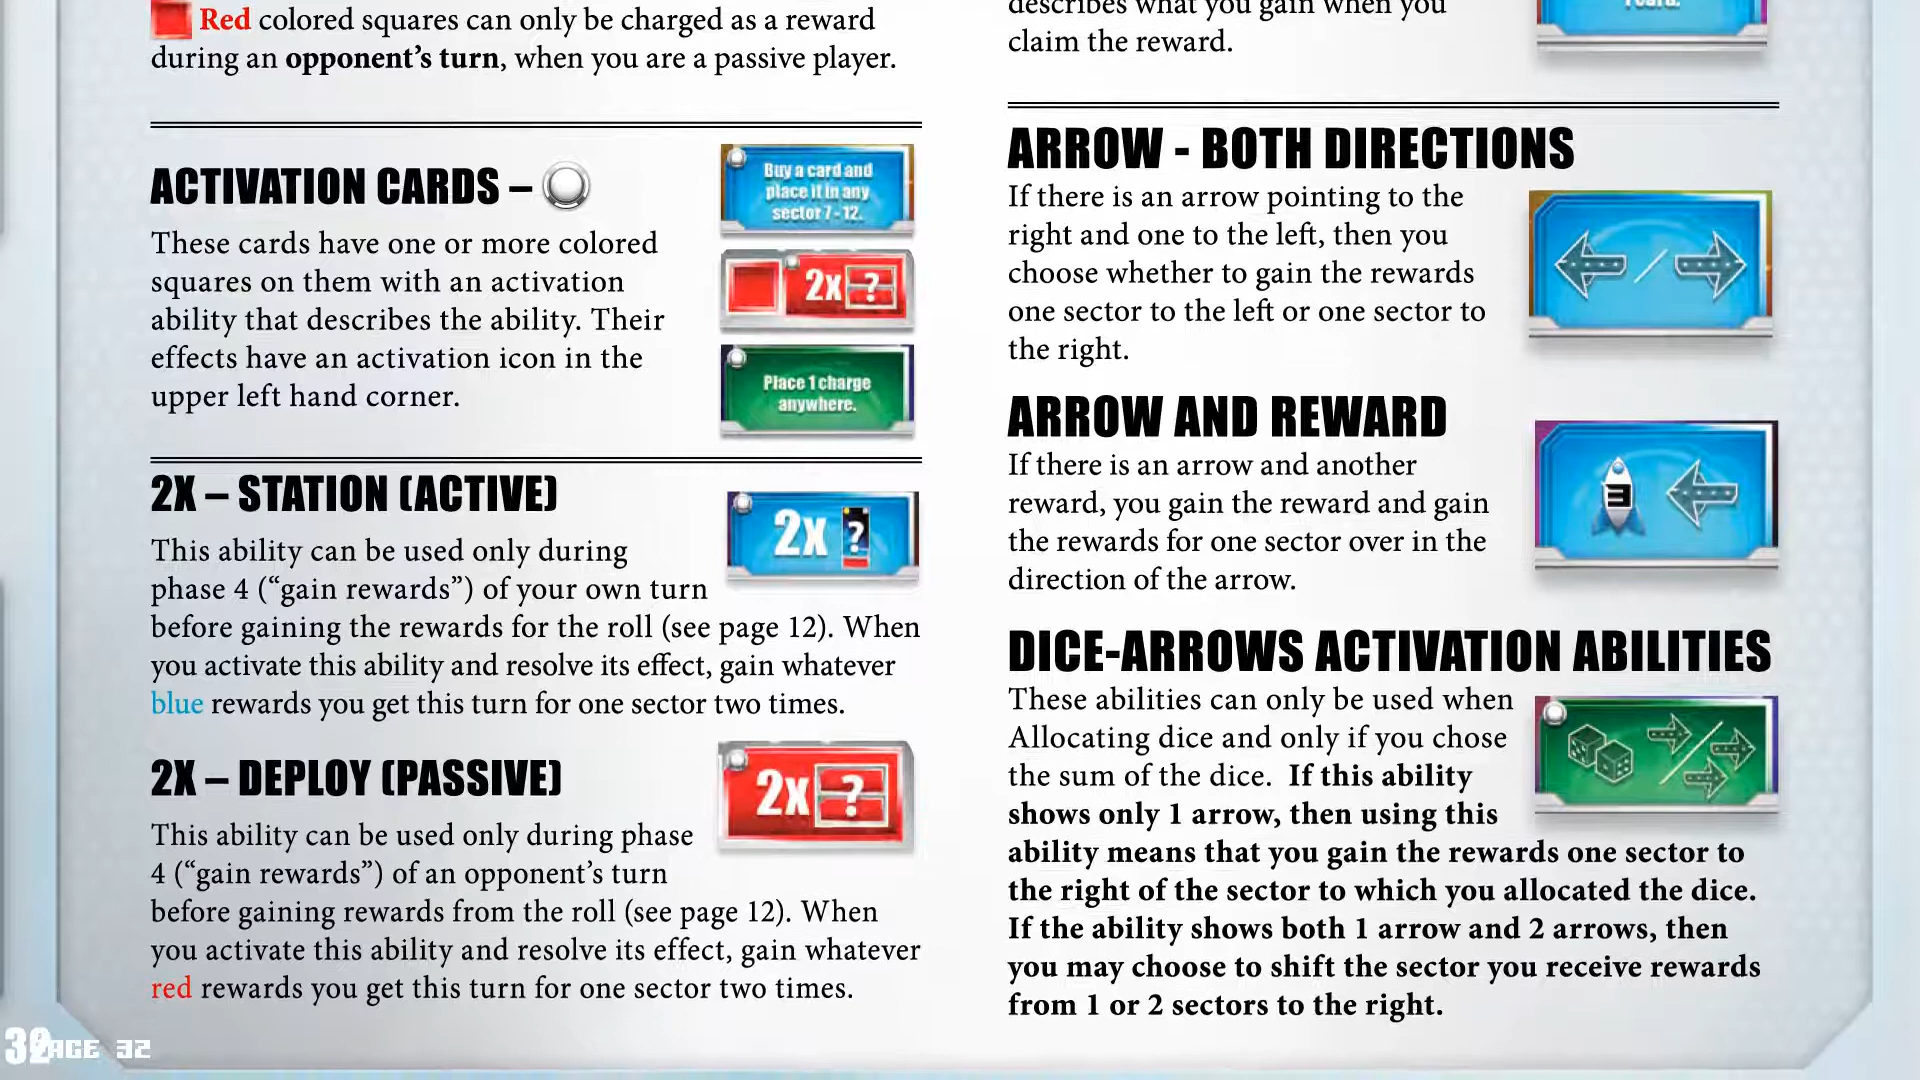 Red colored squares can only be charged as a reward
during an opponent's turn, when you are a passive player.
ACTIVATION CARDS –
These cards have one or more colored
squares on them with an activation
ability that describes the ability. Their
effects have an activation icon in the
upper left hand corner.
Buy a card and
place it in any
sector 7 - 12.
2X ?
Place 1 charge
anywhere.
2X – STATION (ACTIVE)
This ability can be used only during
phase 4 (“gain rewards”) of your own turn
before gaining the rewards for the roll (see page 12). When
you activate this ability and resolve its effect, gain whatever
blue rewards you get this turn for one sector two times.
2X ?
2X – DEPLOY (PASSIVE)
This ability can be used only during phase
4 (“gain rewards”) of an opponent’s turn
before gaining rewards from the roll (see page 12). When
you activate this ability and resolve its effect, gain whatever
red rewards you get this turn for one sector two times.
2X ?
describes what you gain when you
claim the reward.
ARROW - BOTH DIRECTIONS
If there is an arrow pointing to the
right and one to the left, then you
choose whether to gain the rewards
one sector to the left or one sector to
the right.
/
ARROW AND REWARD
If there is an arrow and another
reward, you gain the reward and gain
the rewards for one sector over in the
direction of the arrow.
3
DICE-ARROWS ACTIVATION ABILITIES
These abilities can only be used when
Allocating dice and only if you chose
the sum of the dice. If this ability
shows only 1 arrow, then using this
ability means that you gain the rewards one sector to
the right of the sector to which you allocated the dice.
If the ability shows both 1 arrow and 2 arrows, then
you may choose to shift the sector you receive rewards
from 1 or 2 sectors to the right.
/
32
PAGE 32